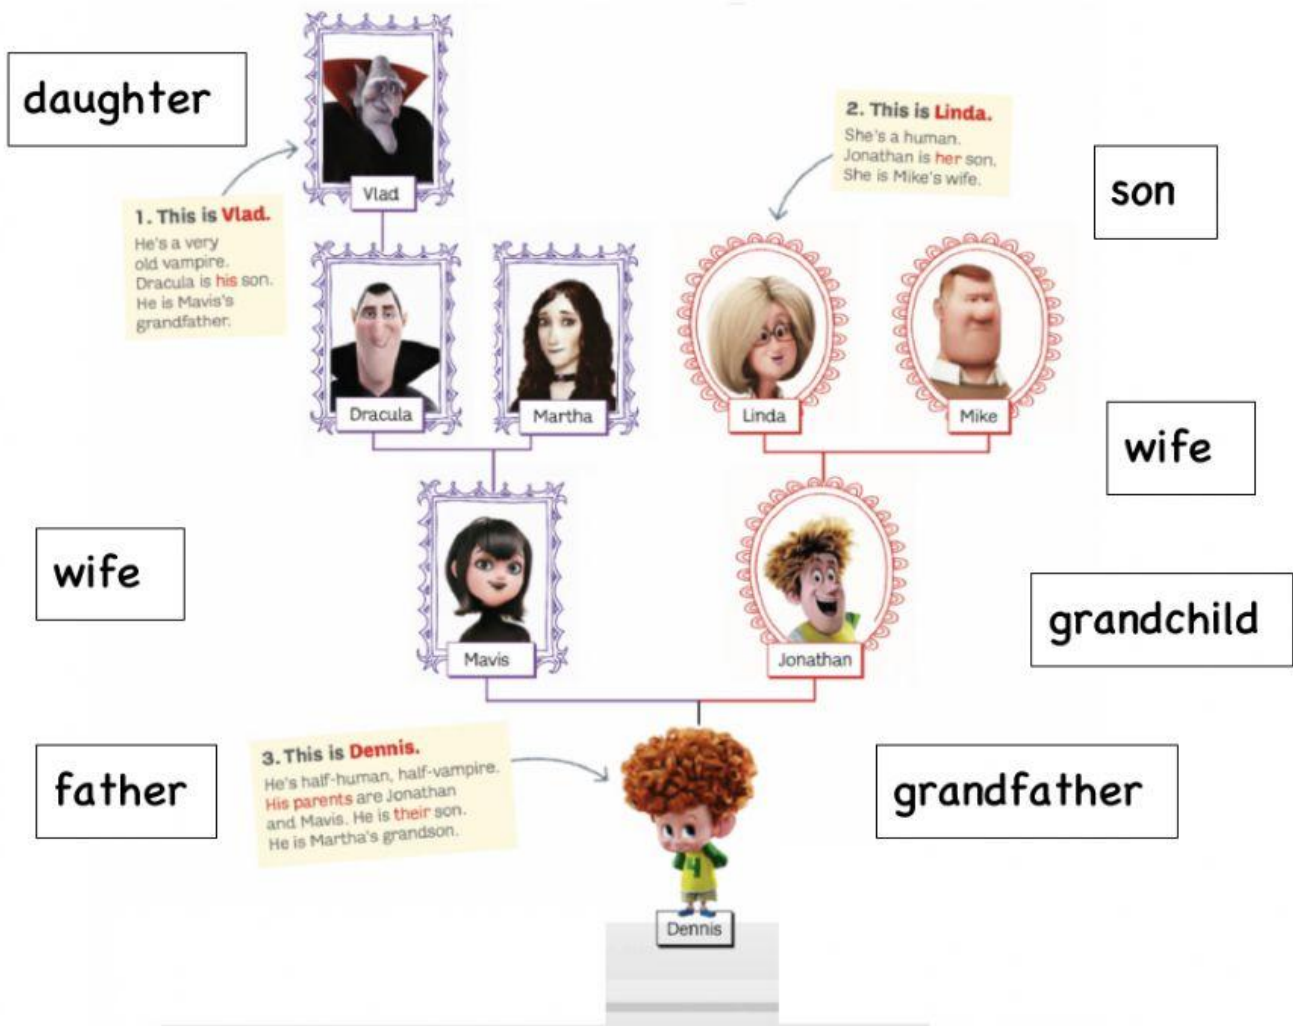 daughter
Vlad
1. This is Vlad.
He's a very
old vampire.
Dracula is his son.
He is Mavis's
grandfather.
2. This is Linda.
She's a human.
Jonathan is her son.
She is Mike's wife.
son
Dracula
Martha
Linda
Mike
wife
wife
Mavis
Jonathan
grandchild
father
3. This is Dennis.
He's half-human, half-vampire.
His parents are Jonathan
and Mavis. He is their son.
He is Martha's grandson.
grandfather
4
Dennis